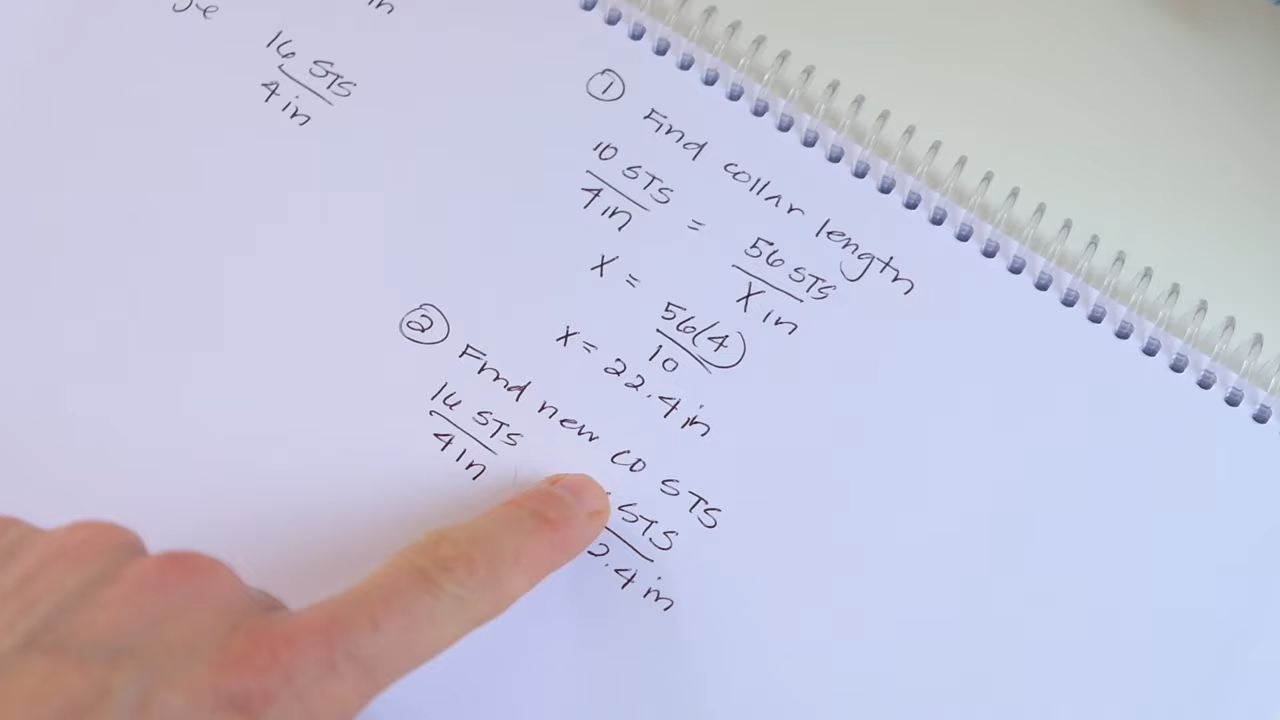 16 STS
4 in
① Find collar length
10 STS
4 in
=
56 STS
X in
X =
56(4)
10
X = 22.4 in
② Find new CO STS
16 STS
4 in
STS
2.4 in